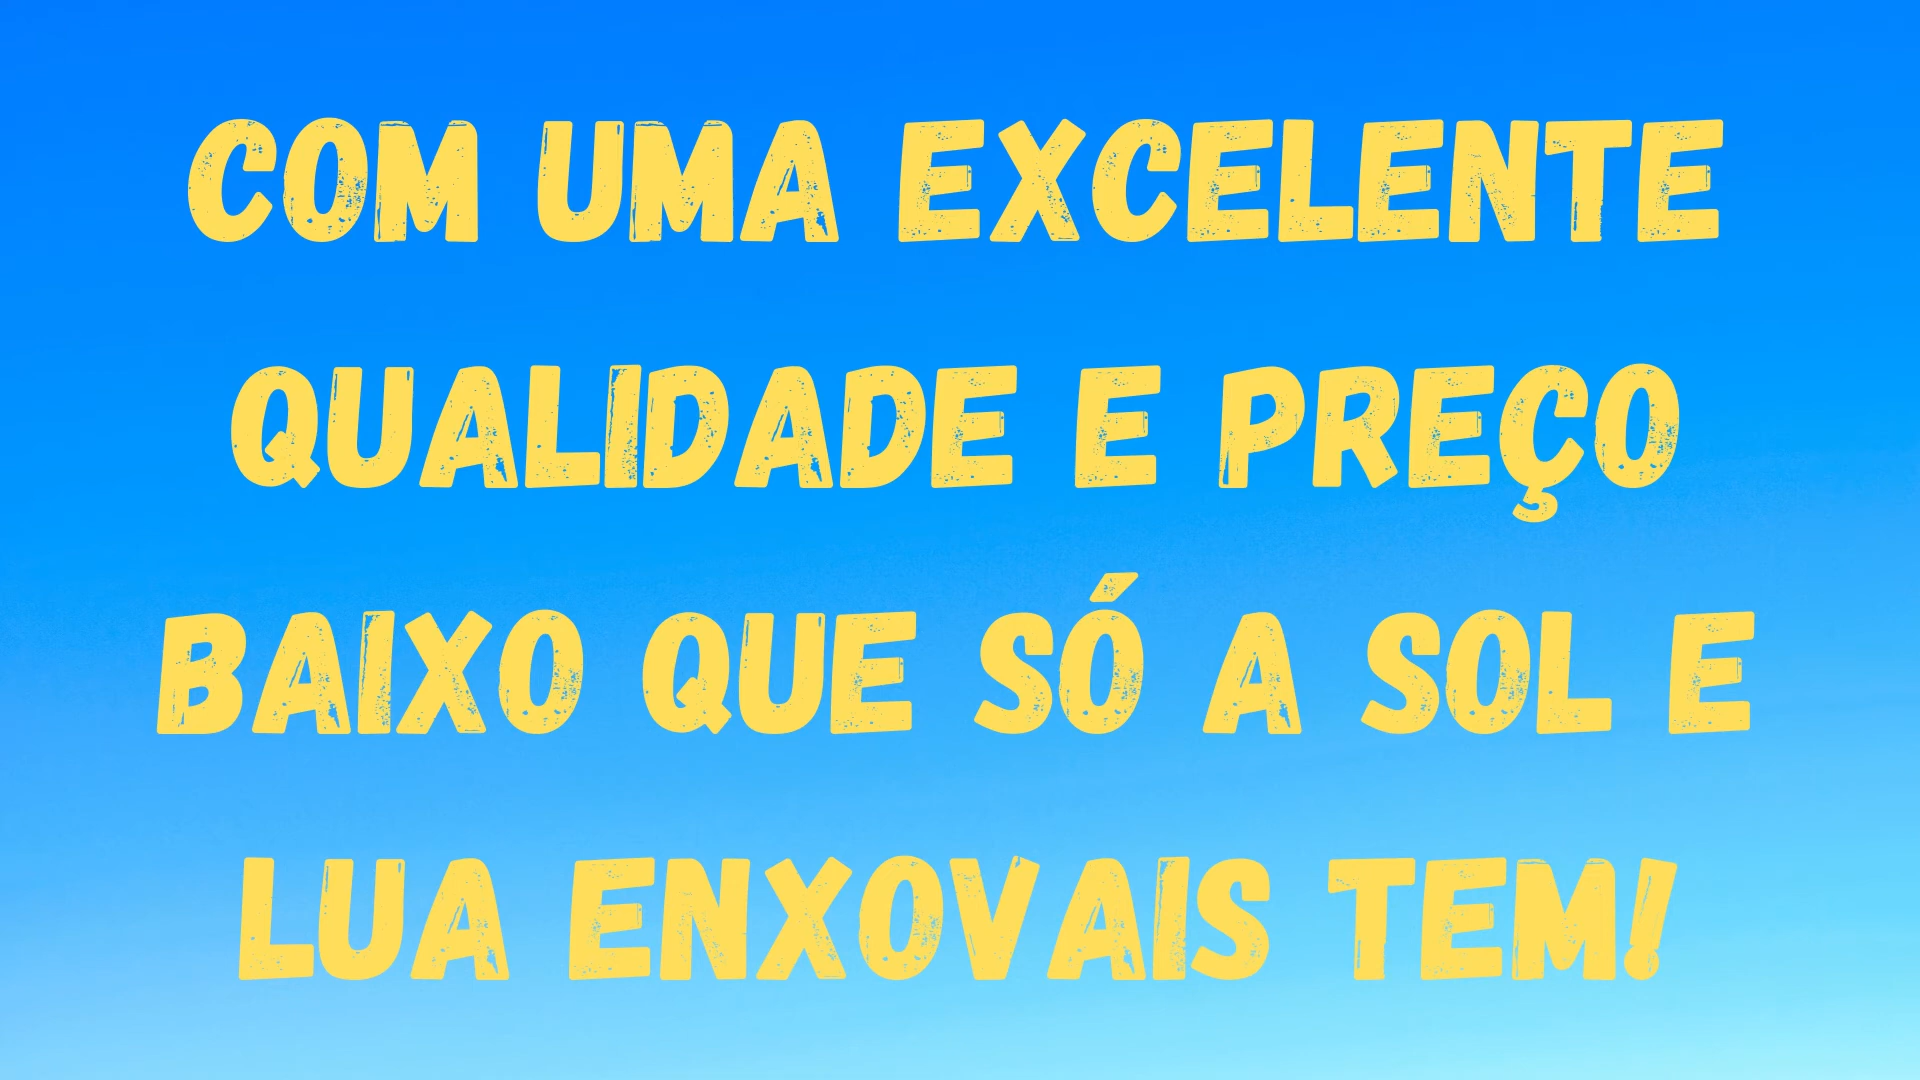 COM UMA EXCELENTE
QUALIDADE E PREÇO
BAIXO QUE SÓ A SOL E
LUA ENXOVAIS TEM!